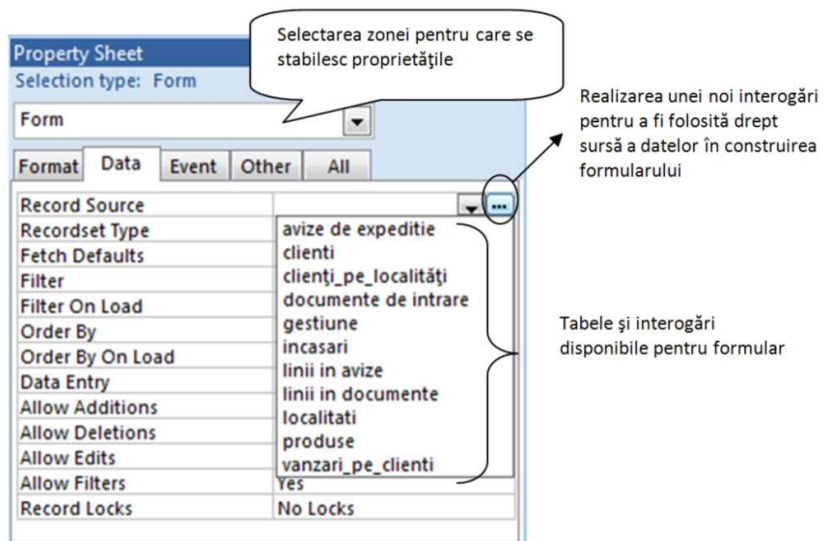 Selectarea zonei pentru care se
stabilesc proprietăţile
Property Sheet
Selection type: Form
Form
Format Data Event Other All
Realizarea unei noi interogări
pentru a fi folosită drept
sursă a datelor în construirea
formularului
Record Source
Recordset Type
Fetch Defaults
Filter
Filter On Load
Order By
Order By On Load
Data Entry
Allow Additions
Allow Deletions
Allow Edits
Allow Filters Yes
Record Locks No Locks
avize de expeditie
clienti
clienţi_pe_localităţi
documente de intrare
gestiune
incasari
linii in avize
linii in documente
localitati
produse
vanzari_pe_clienti
Tabele şi interogări
disponibile pentru formular